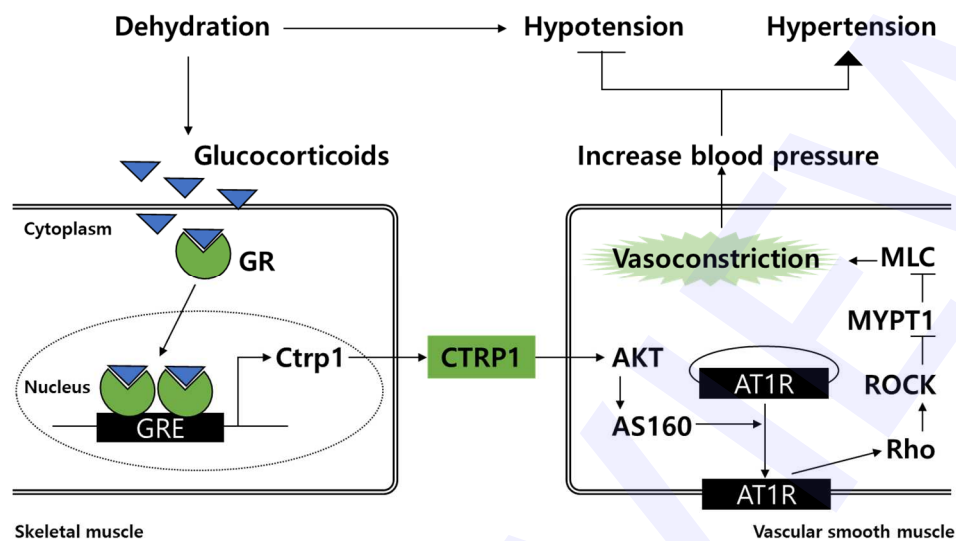 Dehydration
Hypotension
Hypertension
Glucocorticoids
Increase blood pressure
Cytoplasm
GR
Vasoconstriction
MLC
MYPT1
Nucleus
Ctrp1
CTRP1
AKT
AT1R
ROCK
GRE
AS160
Rho
AT1R
Skeletal muscle
Vascular smooth muscle